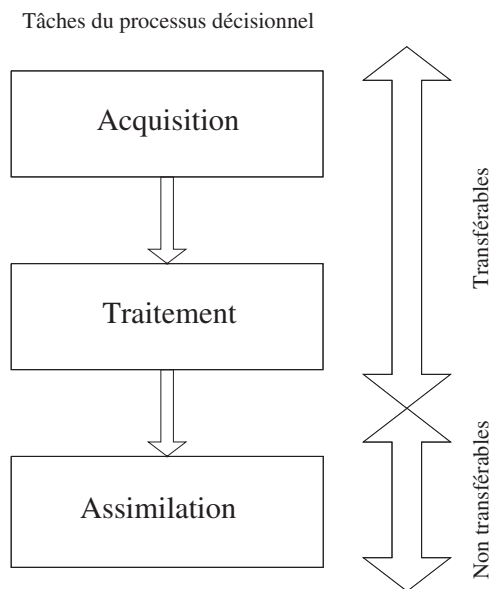 Tâches du processus décisionnel
Acquisition
Traitement
Assimilation
Transférables
Non transférables